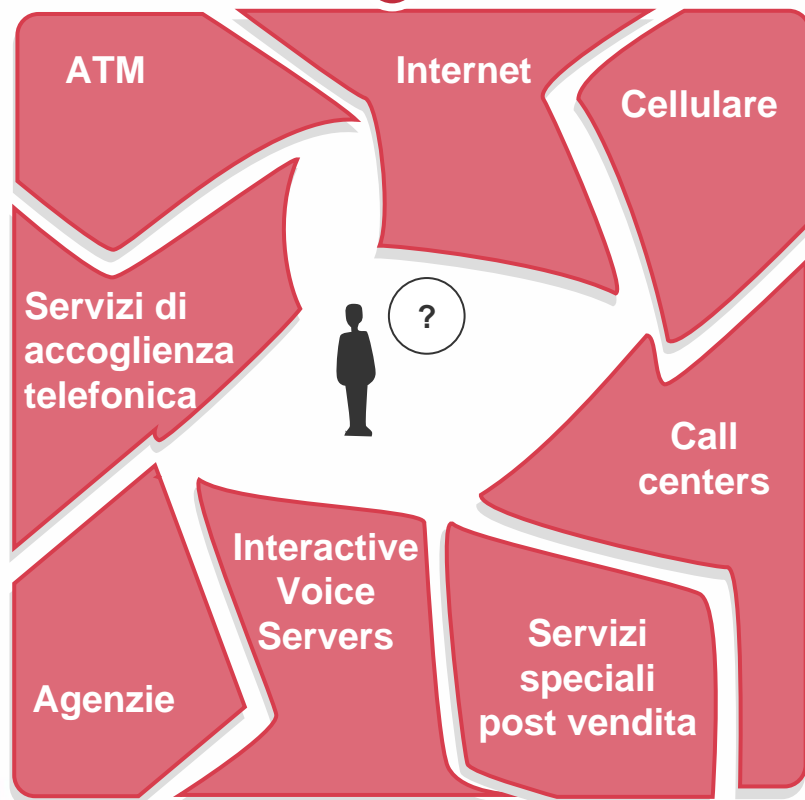 ATM
Internet
Cellulare
Servizi di
accoglienza
telefonica
?
Call
centers
Interactive
Voice
Servers
Servizi
speciali
post vendita
Agenzie